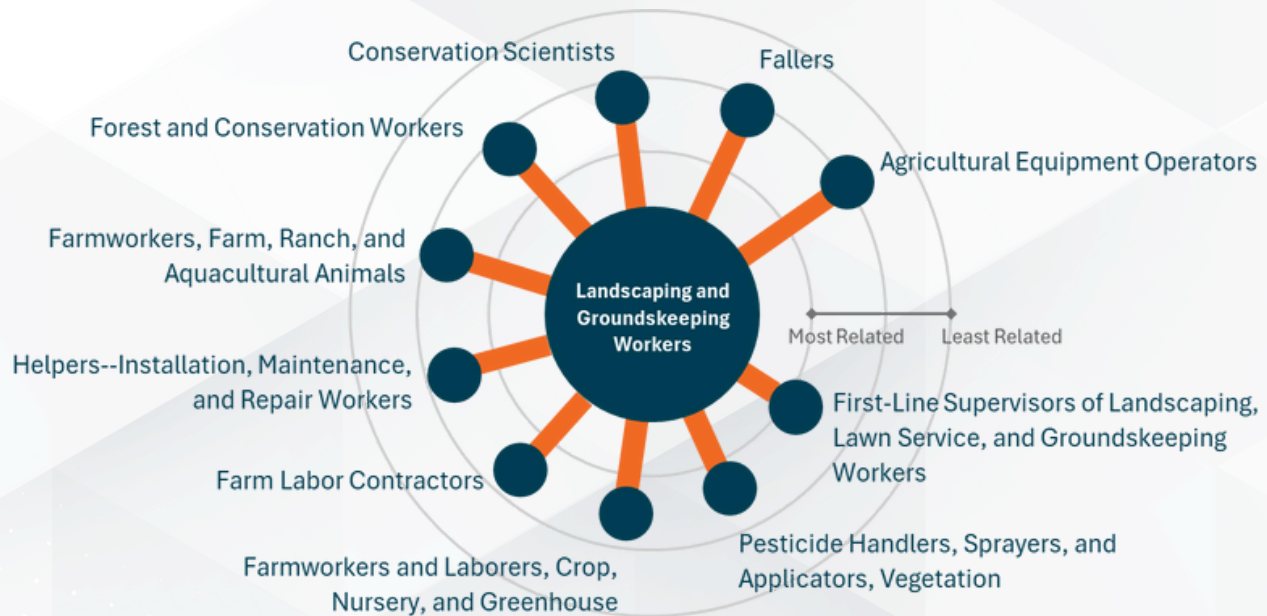 Conservation Scientists
Fallers
Forest and Conservation Workers
Agricultural Equipment Operators
Farmworkers, Farm, Ranch, and
Aquacultural Animals
Landscaping and
Groundskeeping
Workers
Most Related
Least Related
Helpers--Installation, Maintenance,
and Repair Workers
First-Line Supervisors of Landscaping,
Lawn Service, and Groundskeeping
Workers
Farm Labor Contractors
Pesticide Handlers, Sprayers, and
Applicators, Vegetation
Farmworkers and Laborers, Crop,
Nursery, and Greenhouse